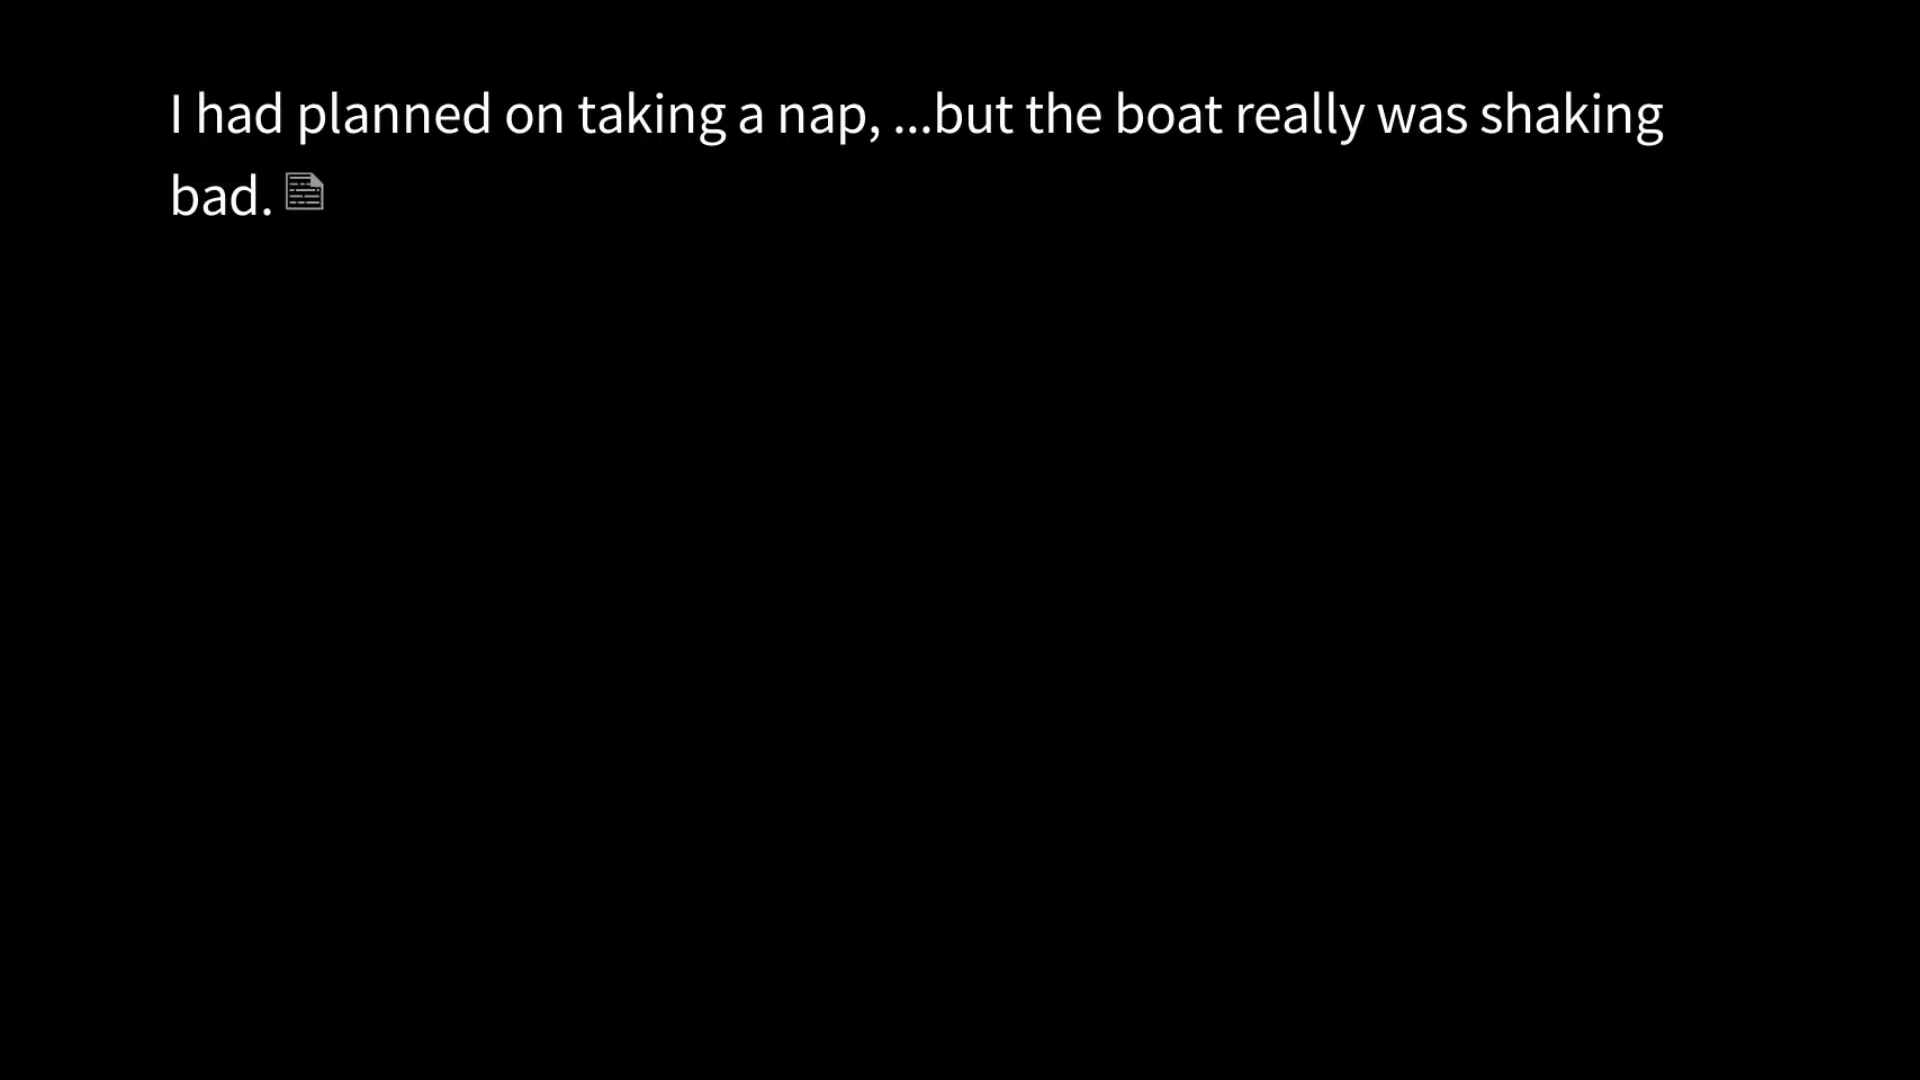 I had planned on taking a nap, ...but the boat really was shaking
bad.